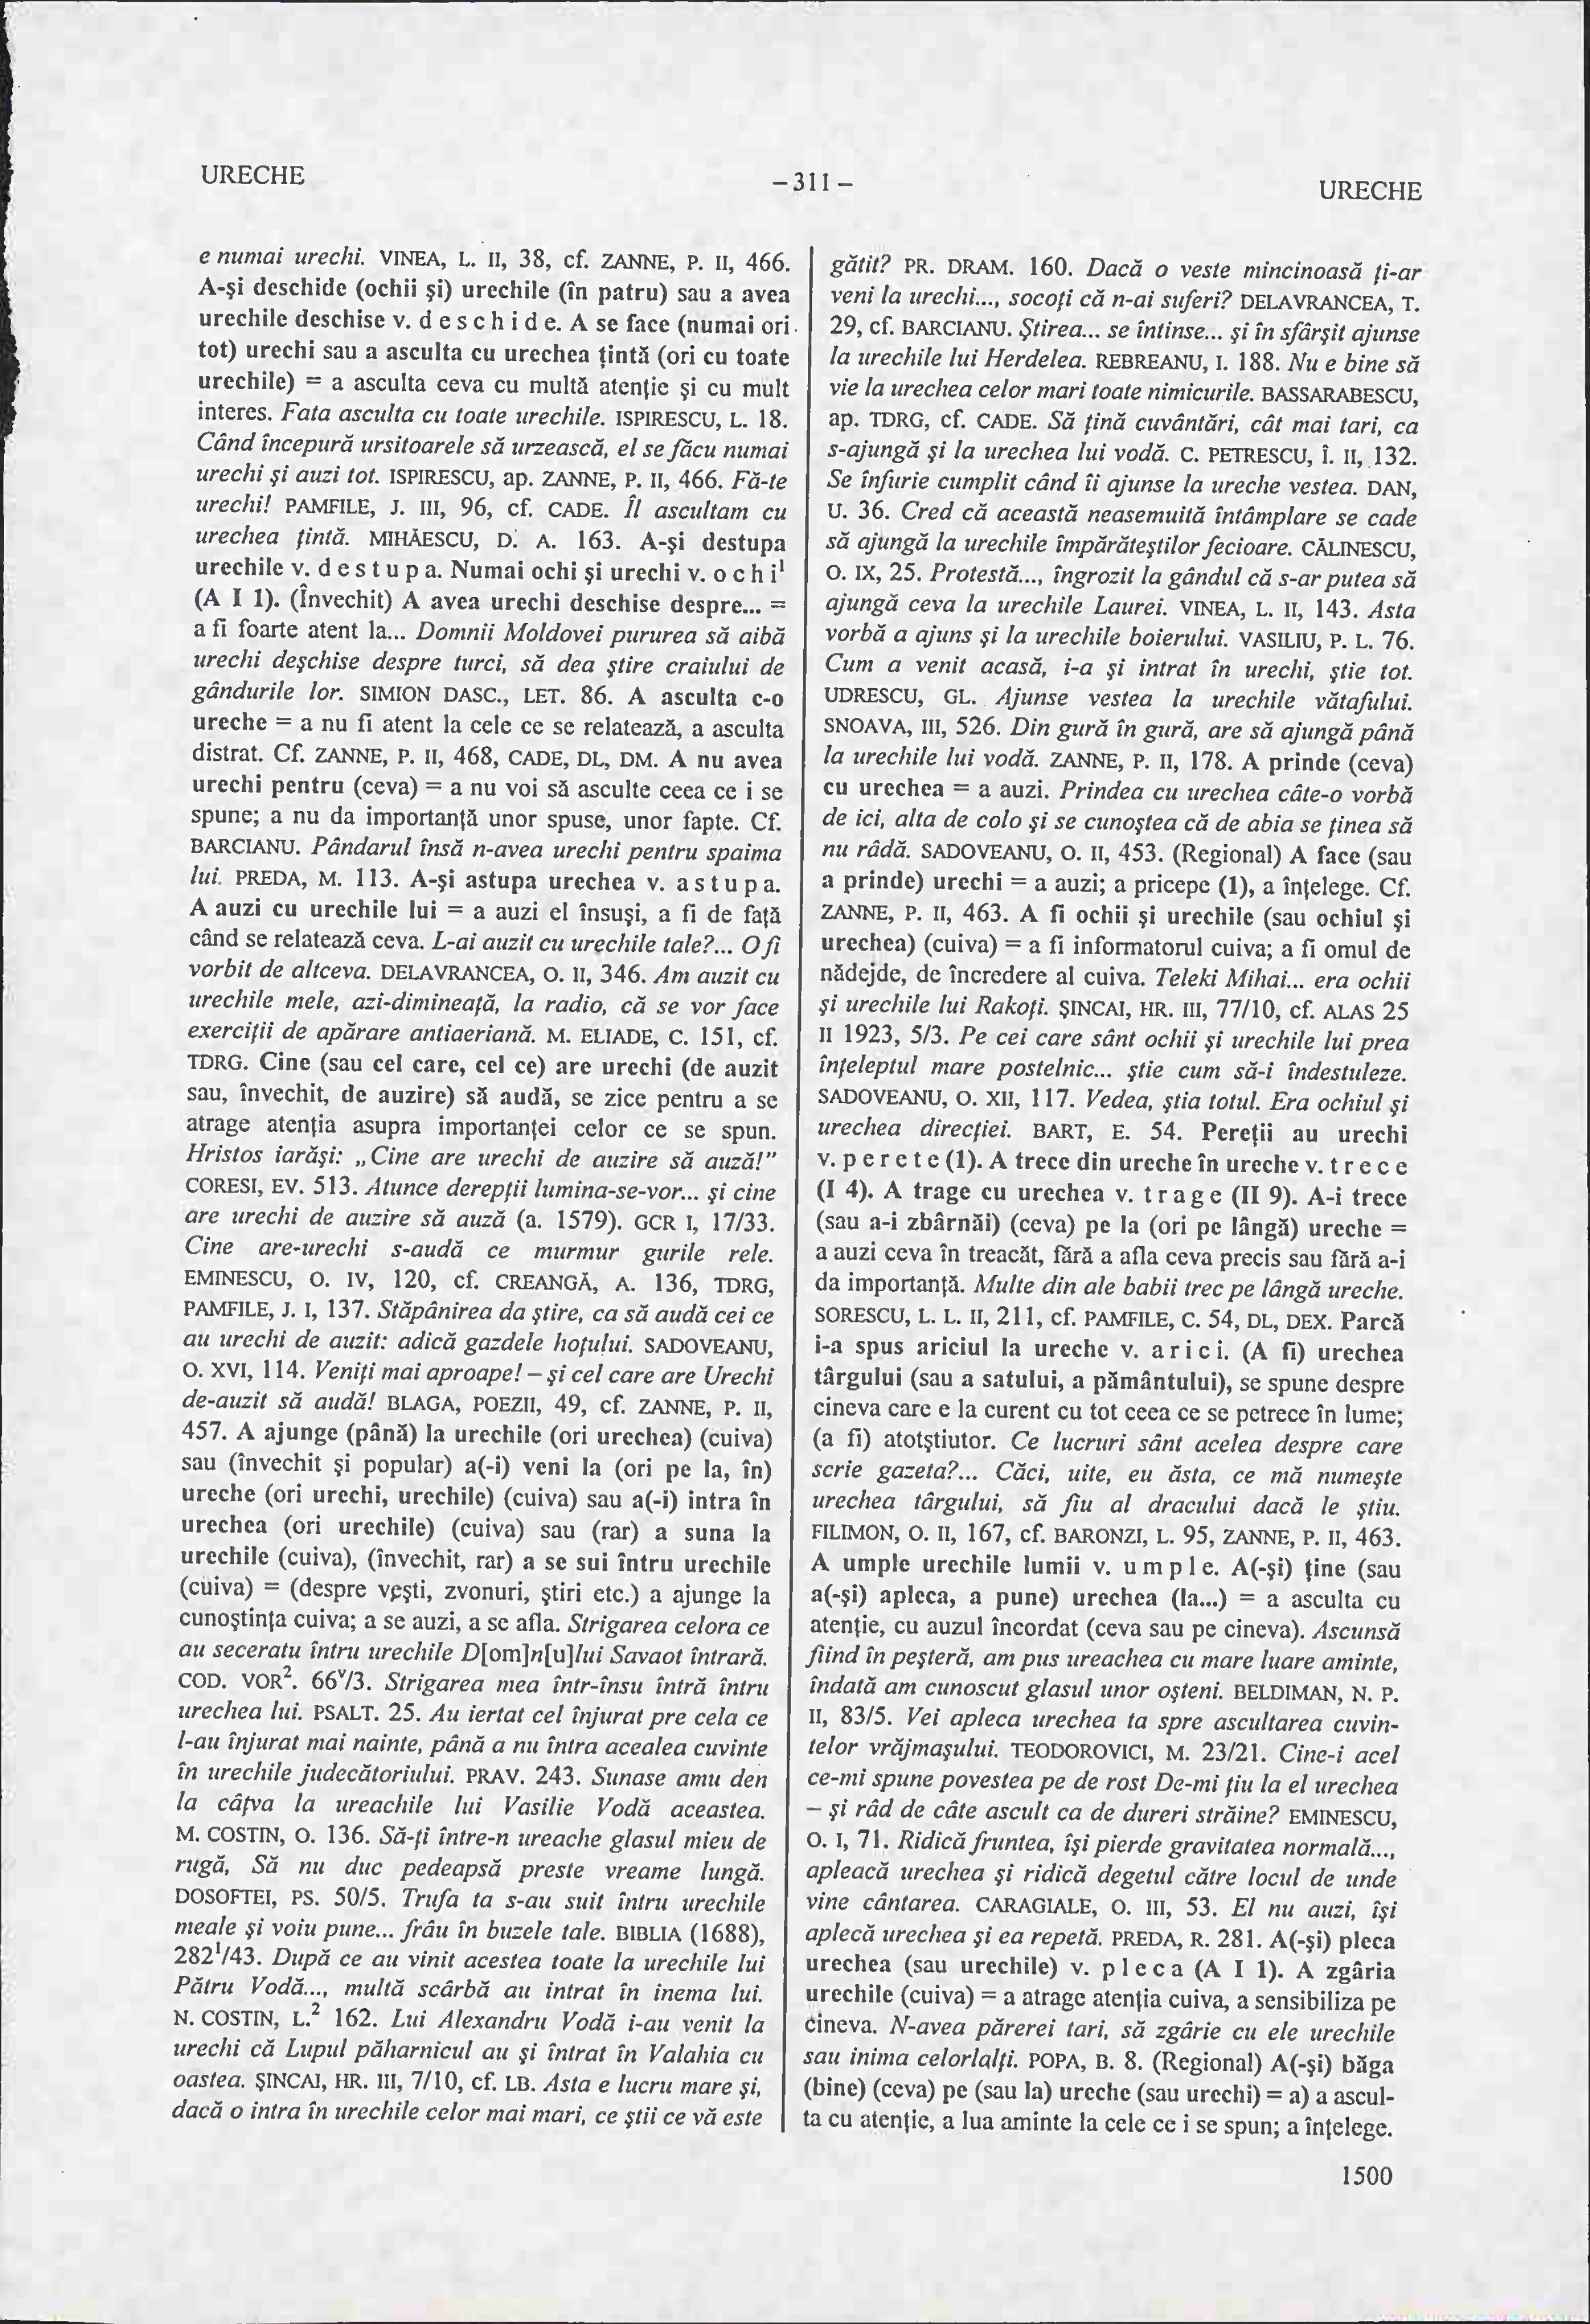 URECHE
–311–
URECHE
e numai urechi. VINEA, L. II, 38, cf. ZANNE, P. II, 466.
A-şi deschide (ochii şi) urechile (în patru) sau a avea
urechile deschise v. d e s c h i d e. A se face (numai ori
tot) urechi sau a asculta cu urechea ţintă (ori cu toate
urechile) = a asculta ceva cu multă atenţie şi cu mult
interes. Fata asculta cu toate urechile. ISPIRESCU, L. 18.
Când începură ursitoarele să urzească, el se făcu numai
urechi şi auzi tot. ISPIRESCU, ap. ZANNE, P. II, 466. Fă-te
urechi! PAMFILE, J. III, 96, cf. CADE. Îl ascultam cu
urechea ţintă. MIHĂESCU, D. A. 163. A-şi destupa
urechile v. d e s t u p a. Numai ochi şi urechi v. o c h i¹
(A I 1). (Învechit) A avea urechi deschise despre... =
a fi foarte atent la... Domnii Moldovei pururea să aibă
urechi deşchise despre turci, să dea ştire craiului de
gândurile lor. SIMION DASC., LET. 86. A asculta c-o
ureche = a nu fi atent la cele ce se relatează, a asculta
distrat. Cf. ZANNE, P. II, 468, CADE, DL, DM. A nu avea
urechi pentru (ceva) = a nu voi să asculte ceea ce i se
spune; a nu da importanţă unor spuse, unor fapte. Cf.
BARCIANU. Pândarul însă n-avea urechi pentru spaima
lui. PREDA, M. 113. A-şi astupa urechea v. a s t u p a.
A auzi cu urechile lui = a auzi el însuşi, a fi de faţă
când se relatează ceva. L-ai auzit cu urechile tale?... O fi
vorbit de altceva. DELAVRANCEA, O. II, 346. Am auzit cu
urechile mele, azi-dimineaţă, la radio, că se vor face
exerciţii de apărare antiaeriană. M. ELIADE, C. 151, cf.
TDRG. Cine (sau cel care, cel ce) are urechi (de auzit
sau, învechit, de auzire) să audă, se zice pentru a se
atrage atenţia asupra importanţei celor ce se spun.
Hristos iarăşi: „Cine are urechi de auzire să auză!”
CORESI, EV. 513. Atunce derepţii lumina-se-vor... şi cine
are urechi de auzire să auză (a. 1579). GCR I, 17/33.
Cine are-urechi s-audă ce murmur gurile rele.
EMINESCU, O. IV, 120, cf. CREANGĂ, A. 136, TDRG,
PAMFILE, J. I, 137. Stăpânirea da ştire, ca să audă cei ce
au urechi de auzit: adică gazdele hoţului. SADOVEANU,
O. XVI, 114. Veniţi mai aproape! – şi cel care are Urechi
de-auzit să audă! BLAGA, POEZII, 49, cf. ZANNE, P. II,
457. A ajunge (până) la urechile (ori urechea) (cuiva)
sau (învechit şi popular) a(-i) veni la (ori pe la, în)
ureche (ori urechi, urechile) (cuiva) sau a(-i) intra în
urechea (ori urechile) (cuiva) sau (rar) a suna la
urechile (cuiva), (învechit, rar) a se sui întru urechile
(cuiva) = (despre veşti, zvonuri, ştiri etc.) a ajunge la
cunoştinţa cuiva; a se auzi, a se afla. Strigarea celora ce
au seceratu întru urechile D[om]n[u]lui Savaot întrară.
COD. VOR². 66ᵛ/3. Strigarea mea într-însu întră întru
urechea lui. PSALT. 25. Au iertat cel înjurat pre cela ce
l-au înjurat mai nainte, până a nu întra acealea cuvinte
în urechile judecătoriului. PRAV. 243. Sunase amu den
la câţva la ureachile lui Vasilie Vodă aceastea.
M. COSTIN, O. 136. Să-ţi între-n ureache glasul mieu de
rugă, Să nu duc pedeapsă preste vreame lungă.
DOSOFTEI, PS. 50/5. Trufa ta s-au suit întru urechile
meale şi voiu pune... frâu în buzele tale. BIBLIA (1688),
282¹/43. După ce au vinit acestea toate la urechile lui
Pătru Vodă..., multă scârbă au intrat în inema lui.
N. COSTIN, L.² 162. Lui Alexandru Vodă i-au venit la
urechi că Lupul păharnicul au şi întrat în Valahia cu
oastea. ŞINCAI, HR. III, 7/10, cf. LB. Asta e lucru mare şi,
dacă o intra în urechile celor mai mari, ce ştii ce vă este
gătit? PR. DRAM. 160. Dacă o veste mincinoasă ţi-ar
veni la urechi..., socoţi că n-ai suferi? DELAVRANCEA, T.
29, cf. BARCIANU. Ştirea... se întinse... şi în sfârşit ajunse
la urechile lui Herdelea. REBREANU, I. 188. Nu e bine să
vie la urechea celor mari toate nimicurile. BASSARABESCU,
ap. TDRG, cf. CADE. Să ţină cuvântări, cât mai tari, ca
s-ajungă şi la urechea lui vodă. C. PETRESCU, Î. II, 132.
Se înfurie cumplit când îi ajunse la ureche vestea. DAN,
U. 36. Cred că această neasemuită întâmplare se cade
să ajungă la urechile împărăteştilor fecioare. CĂLINESCU,
O. IX, 25. Protestă..., îngrozit la gândul că s-ar putea să
ajungă ceva la urechile Laurei. VINEA, L. II, 143. Asta
vorbă a ajuns şi la urechile boierului. VASILIU, P. L. 76.
Cum a venit acasă, i-a şi intrat în urechi, ştie tot.
UDRESCU, GL. Ajunse vestea la urechile vătafului.
SNOAVA, III, 526. Din gură în gură, are să ajungă până
la urechile lui vodă. ZANNE, P. II, 178. A prinde (ceva)
cu urechea = a auzi. Prindea cu urechea câte-o vorbă
de ici, alta de colo şi se cunoştea că de abia se ţinea să
nu râdă. SADOVEANU, O. II, 453. (Regional) A face (sau
a prinde) urechi = a auzi; a pricepe (1), a înţelege. Cf.
ZANNE, P. II, 463. A fi ochii şi urechile (sau ochiul şi
urechea) (cuiva) = a fi informatorul cuiva; a fi omul de
nădejde, de încredere al cuiva. Teleki Mihai... era ochii
şi urechile lui Rakoţi. ŞINCAI, HR. III, 77/10, cf. ALAS 25
II 1923, 5/3. Pe cei care sânt ochii şi urechile lui prea
înţeleptul mare postelnic... ştie cum să-i îndestuleze.
SADOVEANU, O. XII, 117. Vedea, ştia totul. Era ochiul şi
urechea direcţiei. BART, E. 54. Pereţii au urechi
v. p e r e t e (1). A trece din ureche în ureche v. t r e c e
(I 4). A trage cu urechea v. t r a g e (II 9). A-i trece
(sau a-i zbârnăi) (ceva) pe la (ori pe lângă) ureche =
a auzi ceva în treacăt, fără a afla ceva precis sau fără a-i
da importanţă. Multe din ale babii trec pe lângă ureche.
SORESCU, L. L. II, 211, cf. PAMFILE, C. 54, DL, DEX. Parcă
i-a spus ariciul la ureche v. a r i c i. (A fi) urechea
târgului (sau a satului, a pământului), se spune despre
cineva care e la curent cu tot ceea ce se petrece în lume;
(a fi) atotştiutor. Ce lucruri sânt acelea despre care
scrie gazeta?... Căci, uite, eu ăsta, ce mă numeşte
urechea târgului, să fiu al dracului dacă le ştiu.
FILIMON, O. II, 167, cf. BARONZI, L. 95, ZANNE, P. II, 463.
A umple urechile lumii v. u m p l e. A(-şi) ţine (sau
a(-şi) apleca, a pune) urechea (la...) = a asculta cu
atenţie, cu auzul încordat (ceva sau pe cineva). Ascunsă
fiind în peşteră, am pus ureachea cu mare luare aminte,
îndată am cunoscut glasul unor oşteni. BELDIMAN, N. P.
II, 83/5. Vei apleca urechea ta spre ascultarea cuvin-
telor vrăjmaşului. TEODOROVICI, M. 23/21. Cine-i acel
ce-mi spune povestea pe de rost De-mi ţiu la el urechea
– şi râd de câte ascult ca de dureri străine? EMINESCU,
O. I, 71. Ridică fruntea, îşi pierde gravitatea normală...,
apleacă urechea şi ridică degetul către locul de unde
vine cântarea. CARAGIALE, O. III, 53. El nu auzi, îşi
aplecă urechea şi ea repetă. PREDA, R. 281. A(-şi) pleca
urechea (sau urechile) v. p l e c a (A I 1). A zgâria
urechile (cuiva) = a atrage atenţia cuiva, a sensibiliza pe
cineva. N-avea părerei tari, să zgârie cu ele urechile
sau inima celorlalţi. POPA, B. 8. (Regional) A(-şi) băga
(bine) (ceva) pe (sau la) ureche (sau urechi) = a) a ascul-
ta cu atenţie, a lua aminte la cele ce i se spun; a înţelege.
1500